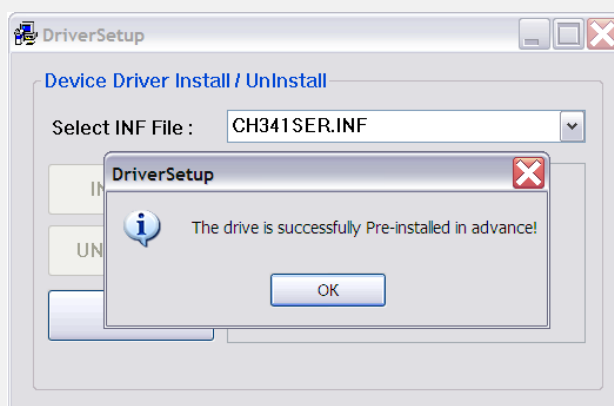 DriverSetup
Device Driver Install / UnInstall
Select INF File : CH341SER.INF
DriverSetup
The drive is successfully Pre-installed in advance!
OK